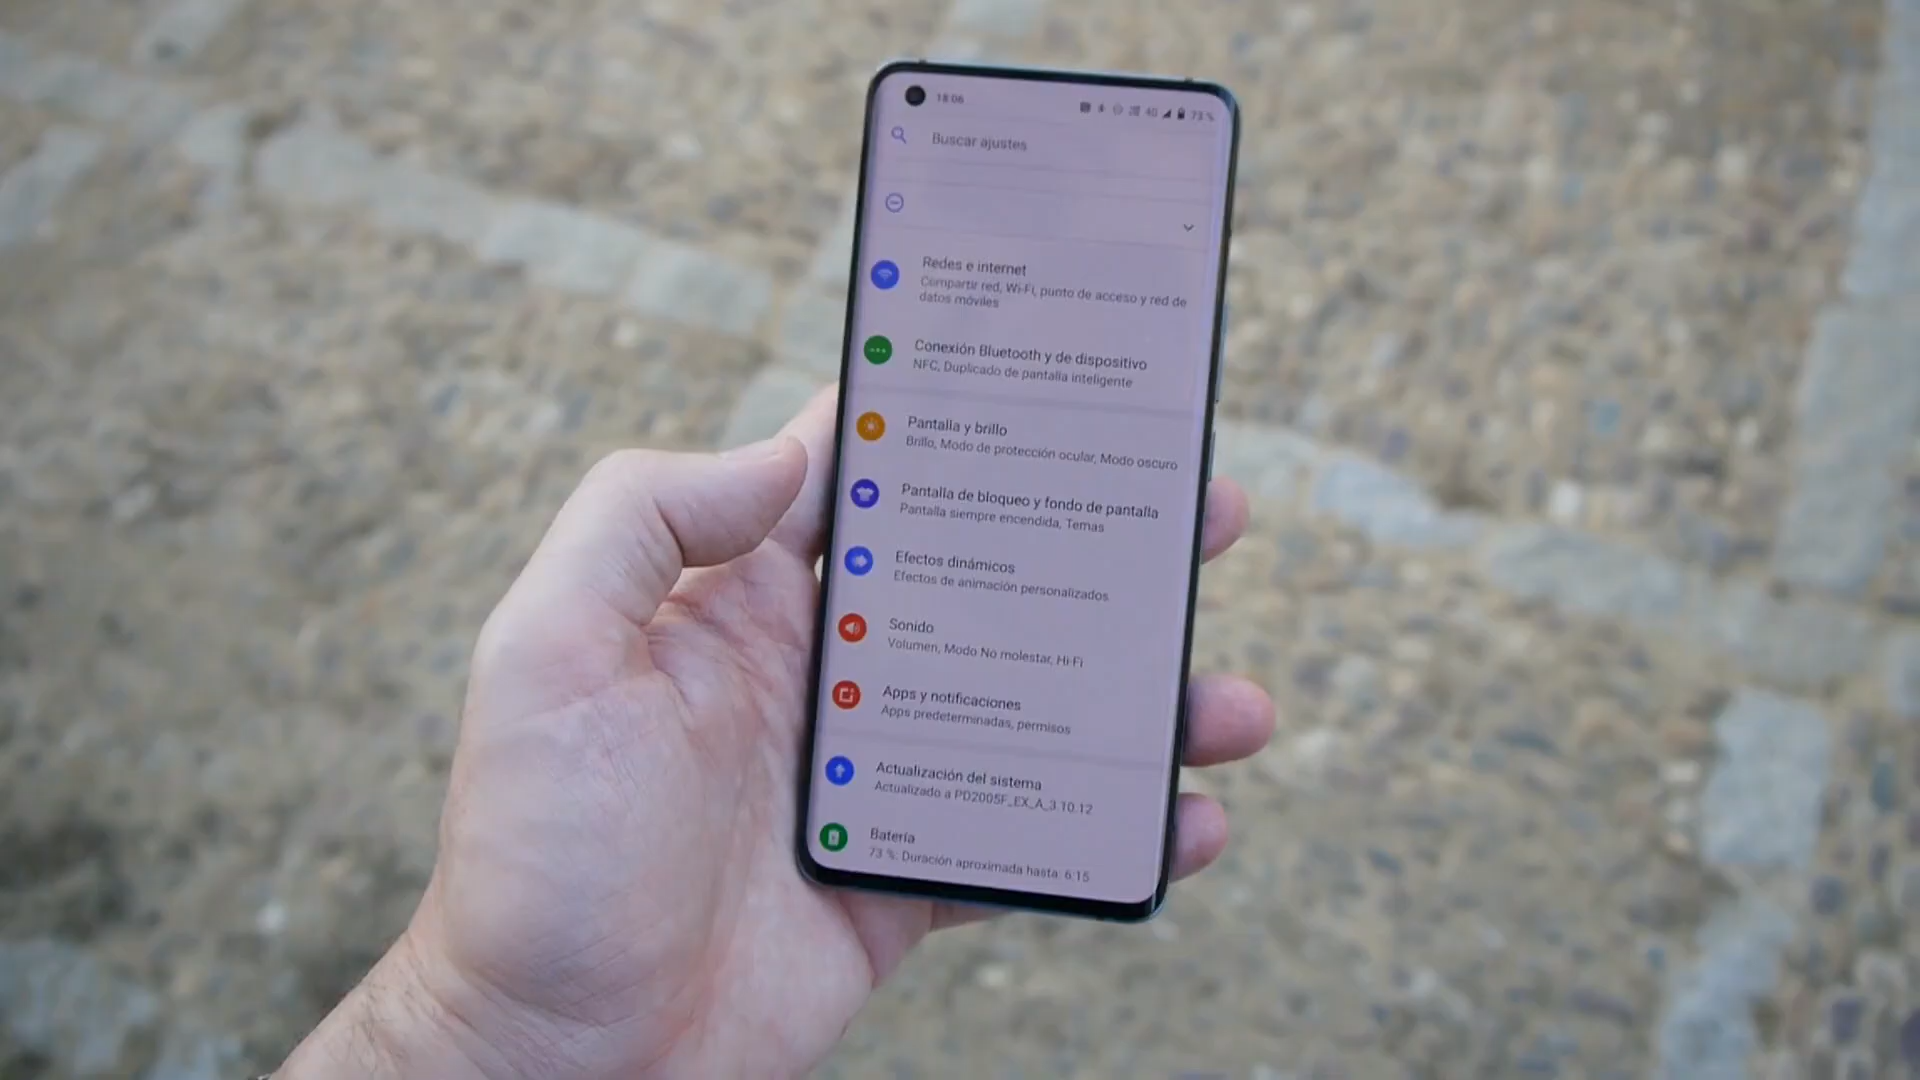 18:06
4G 73 %
Buscar ajustes
Redes e internet
Compartir red, Wi-Fi, punto de acceso y red de
datos móviles
Conexión Bluetooth y de dispositivo
NFC, Duplicado de pantalla inteligente
Pantalla y brillo
Brillo, Modo de protección ocular, Modo oscuro
Pantalla de bloqueo y fondo de pantalla
Pantalla siempre encendida, Temas
Efectos dinámicos
Efectos de animación personalizados
Sonido
Volumen, Modo No molestar, Hi-Fi
Apps y notificaciones
Apps predeterminadas, permisos
Actualización del sistema
Actualizado a PD2005F_EX_A_3.10.12
Batería
73 %: Duración aproximada hasta: 6:15